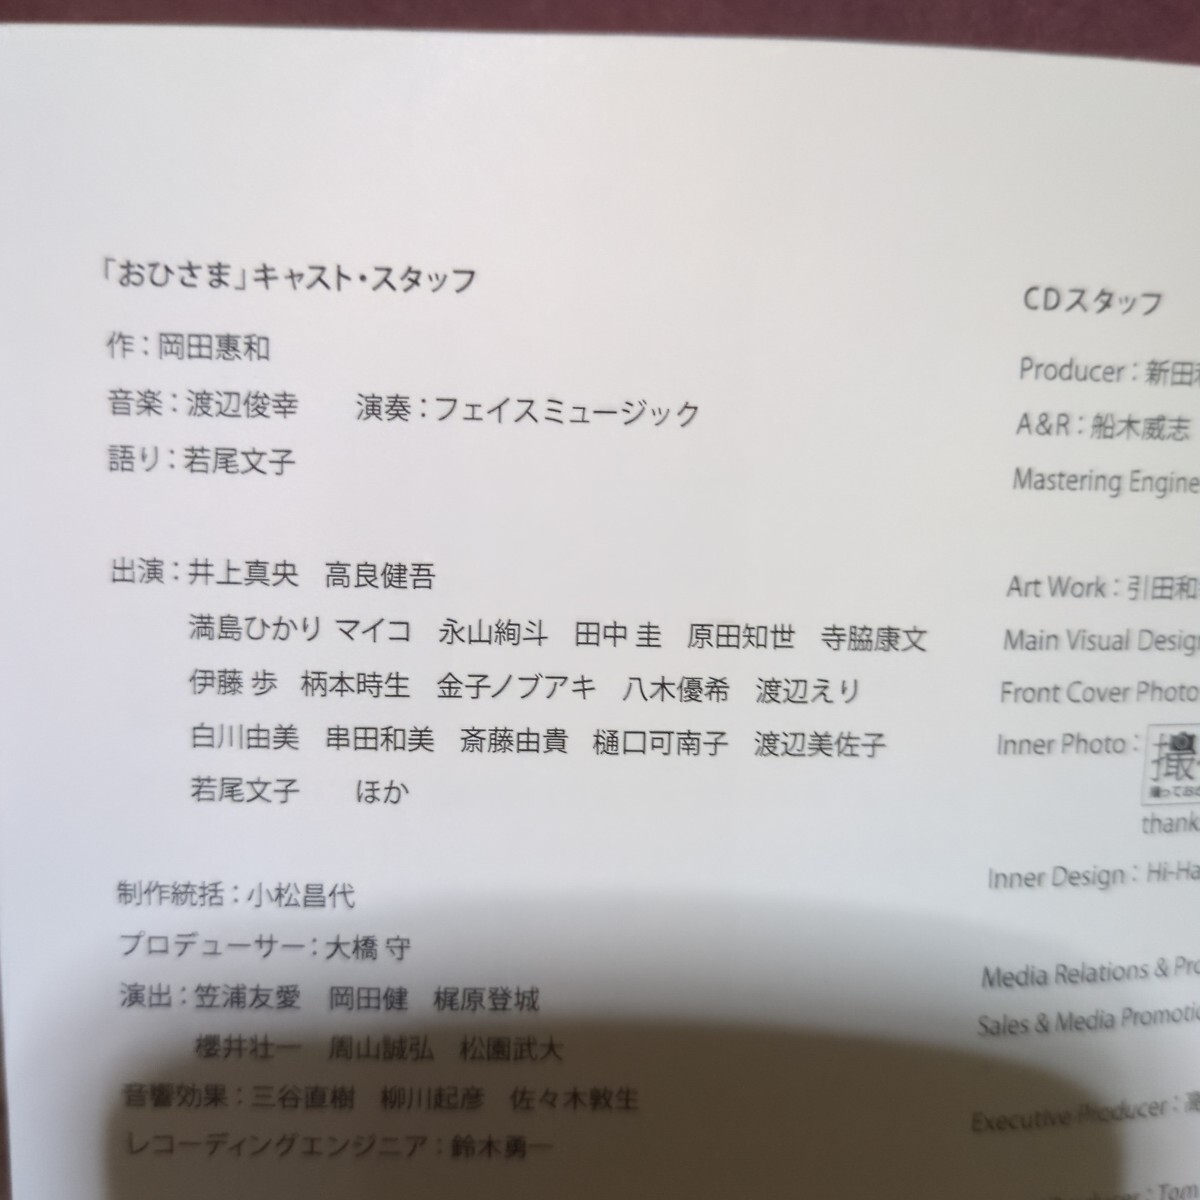 「おひさま」キャスト・スタッフ
作：岡田惠和
音楽：渡辺俊幸　演奏：フェイスミュージック
語り：若尾文子
出演：井上真央　高良健吾
満島ひかり　マイコ　永山絢斗　田中 圭　原田知世　寺脇康文
伊藤 歩　柄本時生　金子ノブアキ　八木優希　渡辺えり
白川由美　串田和美　斎藤由貴　樋口可南子　渡辺美佐子
若尾文子　ほか
制作統括：小松昌代
プロデューサー：大橋 守
演出：笠浦友愛　岡田健　梶原登城
櫻井壮一　周山誠弘　松園武大
音響効果：三谷直樹　柳川起彦　佐々木敦生
レコーディングエンジニア：鈴木勇一
CDスタッフ
Producer：新田
A&R：船木威志
Mastering Engine
Art Work：引田和
Main Visual Desig
Front Cover Photo
Inner Photo：撮
撮ってお
thank
Inner Design：Hi-Ha
Media Relations & Pro
Sales & Media Promotio
Executive Producer：高
：Tom